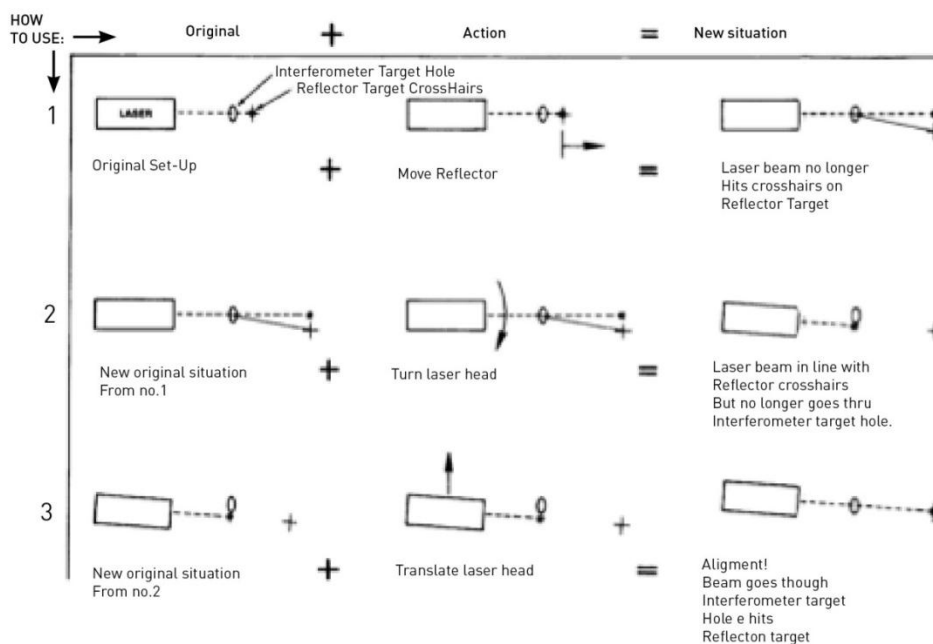 HOW
TO USE:
Original + Action = New situation
Interferometer Target Hole
Reflector Target CrossHairs
1
LASER
Original Set-Up
+
Move Reflector
=
Laser beam no longer
Hits crosshairs on
Reflector Target
2
New original situation
From no.1
+
Turn laser head
=
Laser beam in line with
Reflector crosshairs
But no longer goes thru
Interferometer target hole.
3
New original situation
From no.2
+
Translate laser head
=
Aligment!
Beam goes though
Interferometer target
Hole e hits
Reflecton target